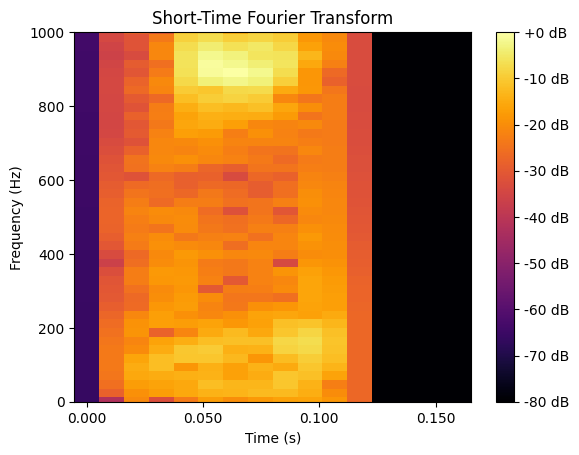 Short-Time Fourier Transform
1000
800
600
400
200
0
Frequency (Hz)
0.000
0.050
0.100
0.150
Time (s)
+0 dB
-10 dB
-20 dB
-30 dB
-40 dB
-50 dB
-60 dB
-70 dB
-80 dB